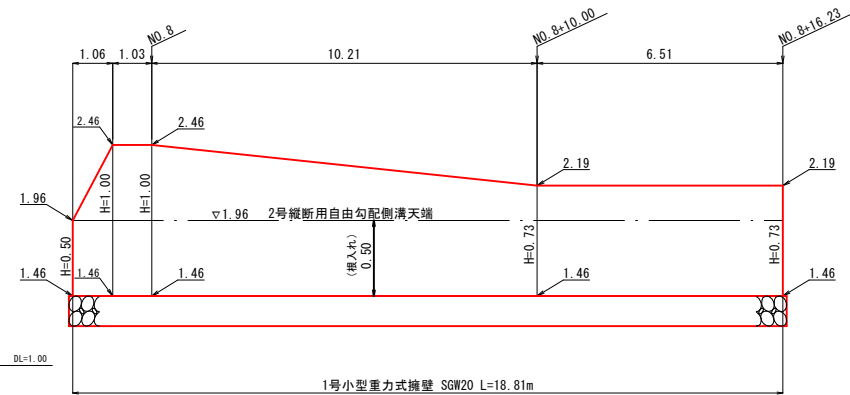 NO.8
NO.8+10.00
NO.8+16.23
1.06
1.03
10.21
6.51
2.46
2.46
2.19
2.19
1.96
H=1.00
H=1.00
▽1.96 2号縦断用自由勾配側溝天端
H=0.50
(根入れ)
0.50
H=0.73
H=0.73
1.46
1.46
1.46
1.46
1.46
DL=1.00
1号小型重力式擁壁 SGW20 L=18.81m